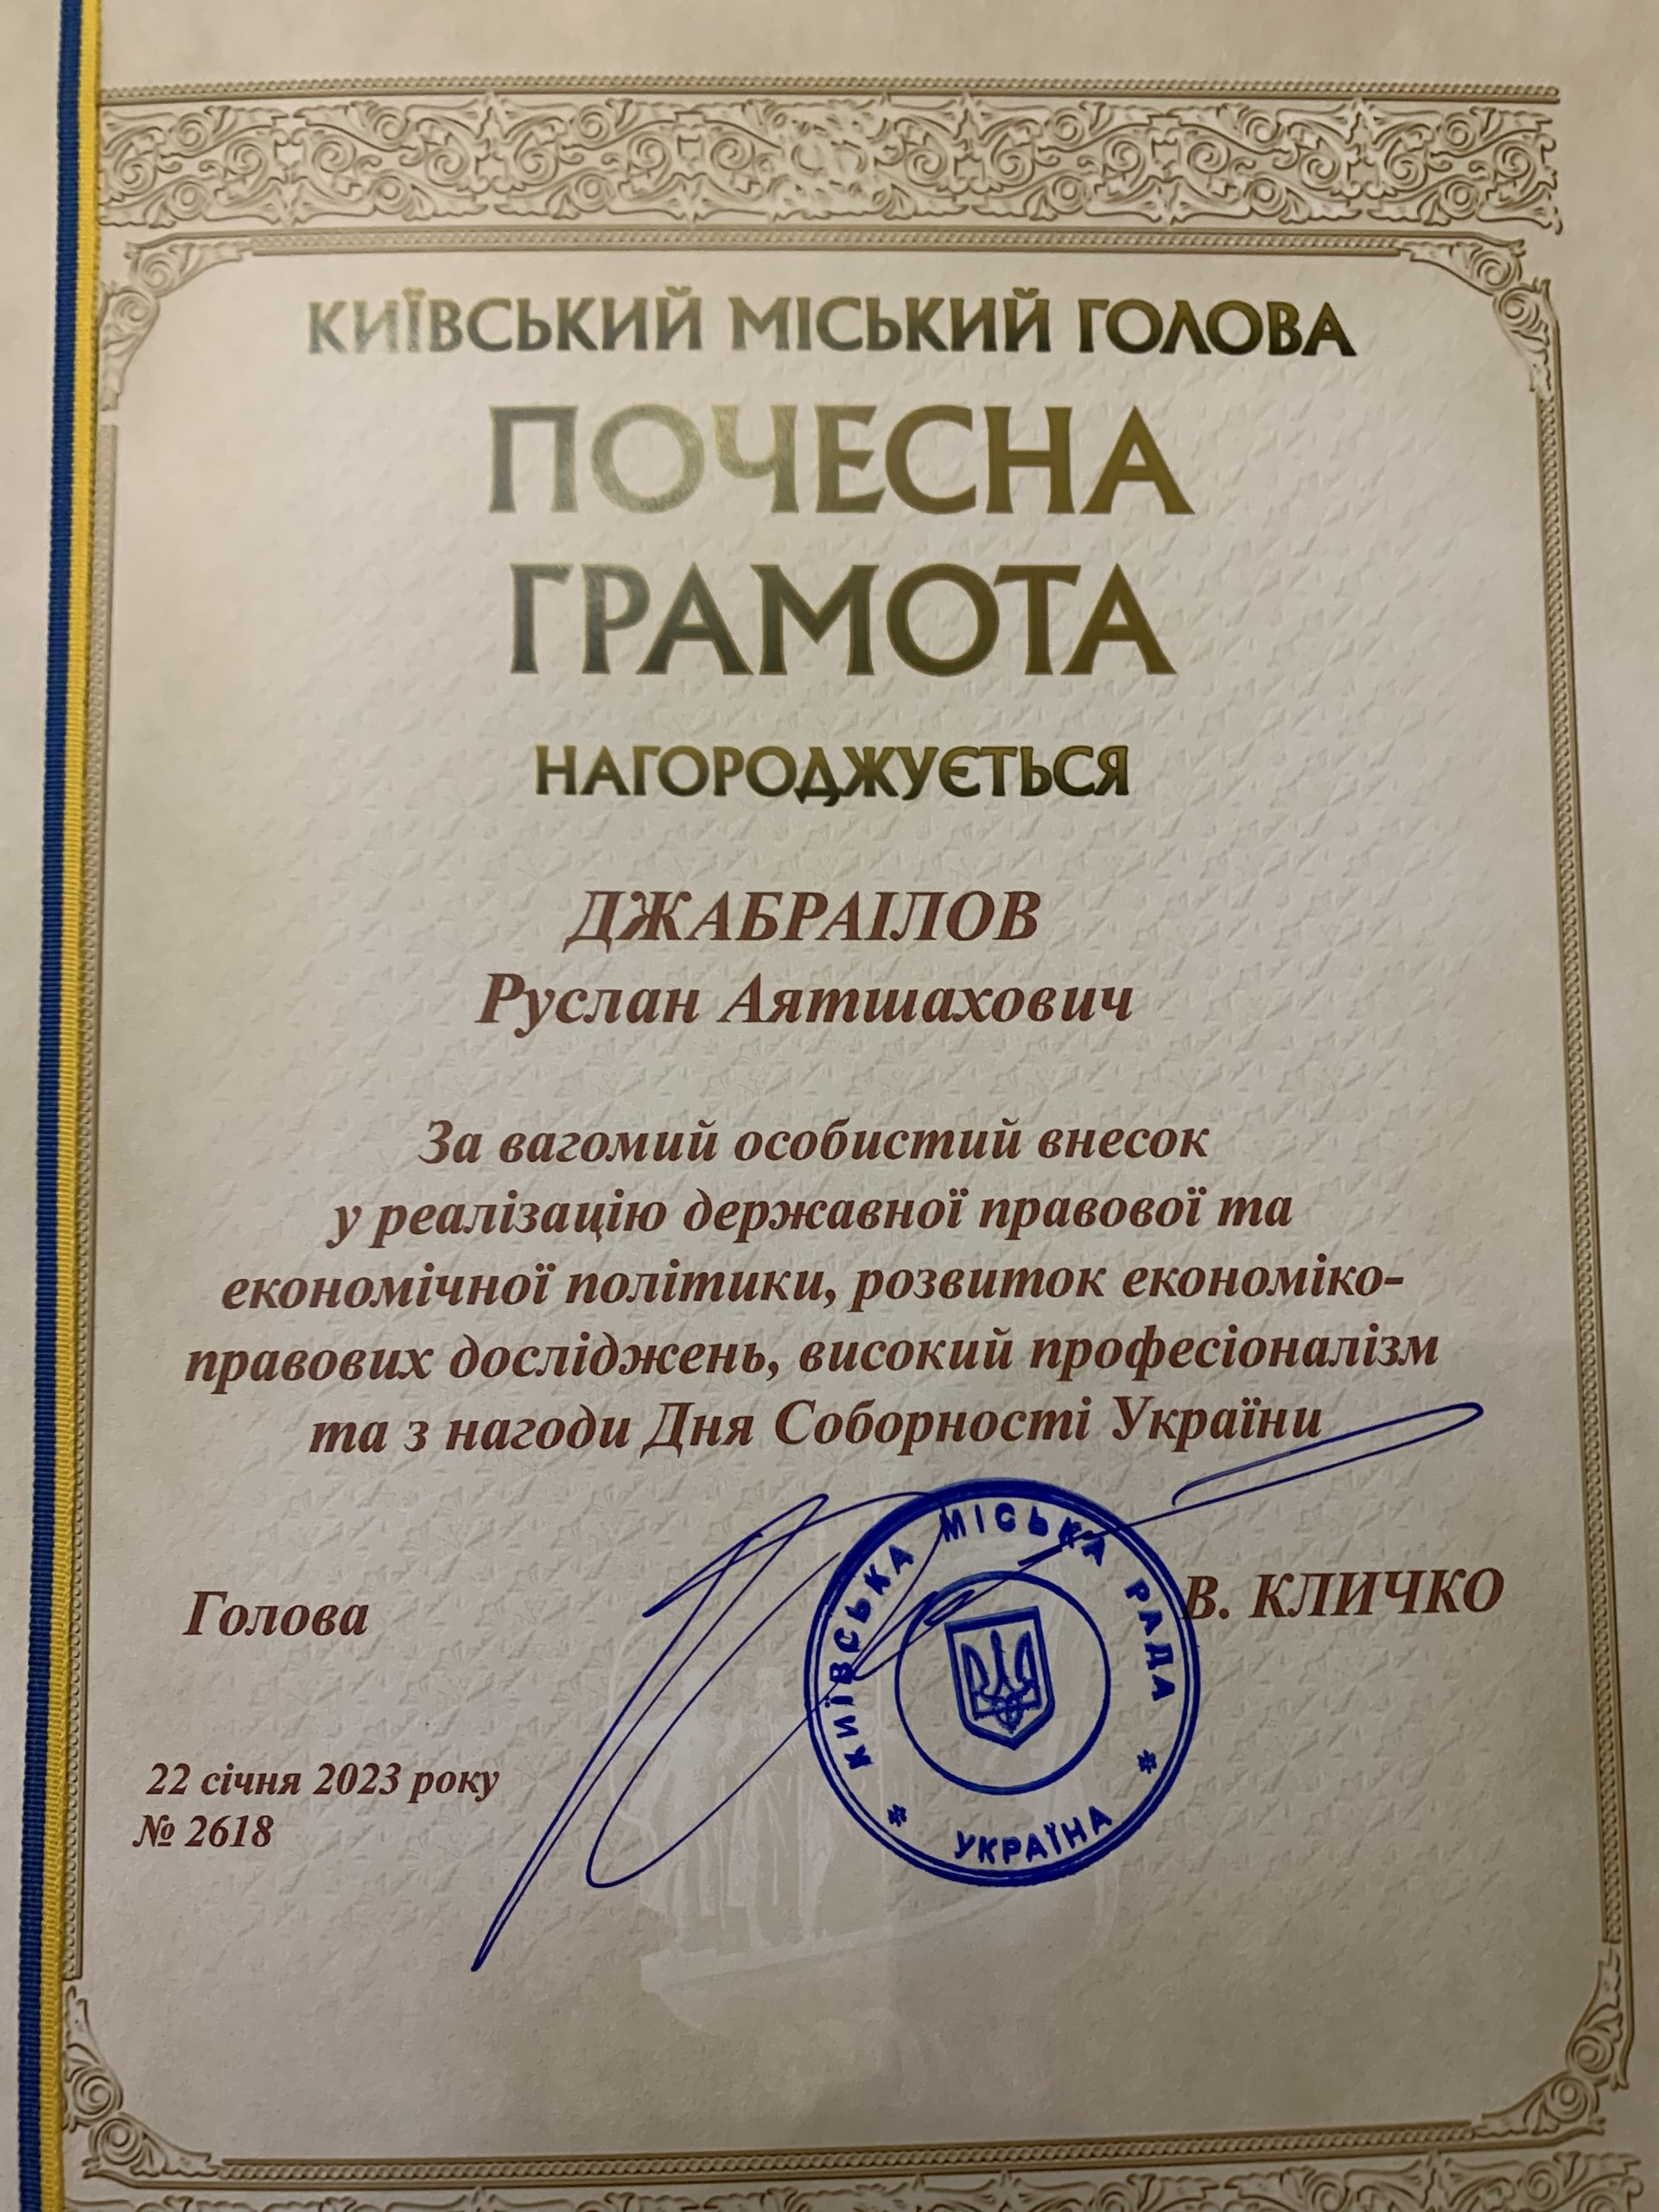 КИЇВСЬКИЙ МІСЬКИЙ ГОЛОВА
ПОЧЕСНА
ГРАМОТА
НАГОРОДЖУЄТЬСЯ
ДЖАБРАІЛОВ
Руслан Аятшахович
За вагомий особистий внесок
у реалізацію державної правової та
економічної політики, розвиток економіко-
правових досліджень, високий професіоналізм
та з нагоди Дня Соборності України
Голова
В. КЛИЧКО
КИЇВСЬКА МІСЬКА РАДА
* УКРАЇНА *
22 січня 2023 року
№ 2618